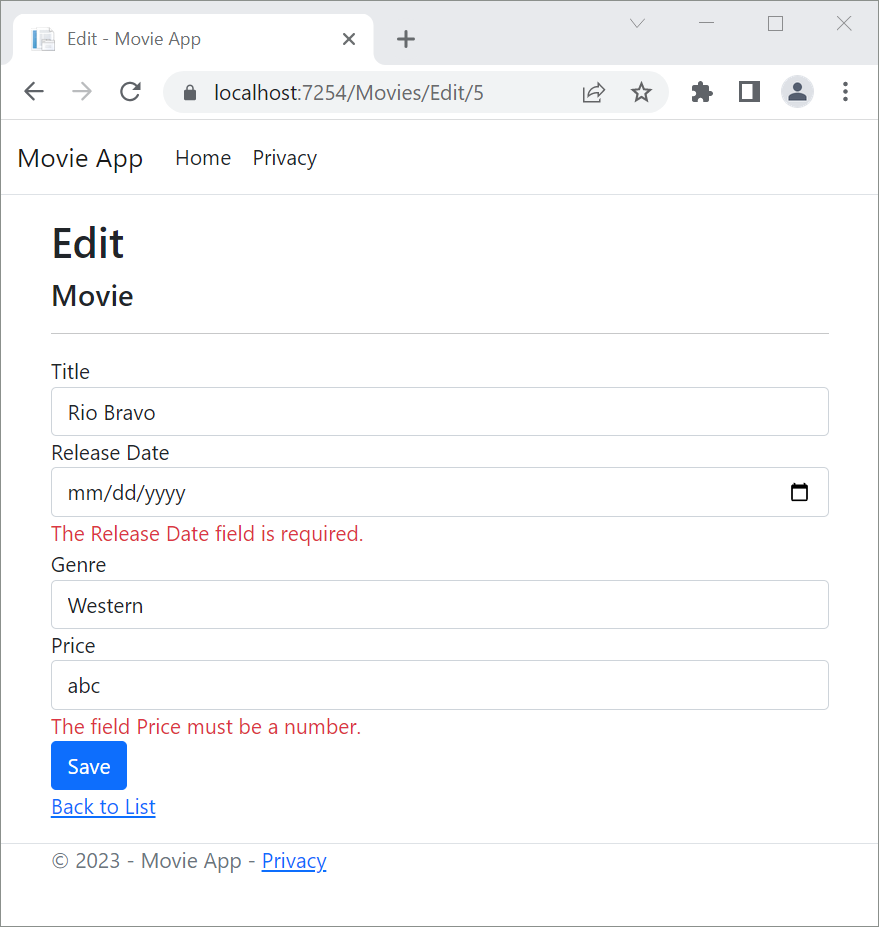 Edit - Movie App
localhost:7254/Movies/Edit/5
Movie App Home Privacy
Edit
Movie
Title
Rio Bravo
Release Date
mm/dd/yyyy
The Release Date field is required.
Genre
Western
Price
abc
The field Price must be a number.
Save
Back to List
© 2023 - Movie App - Privacy